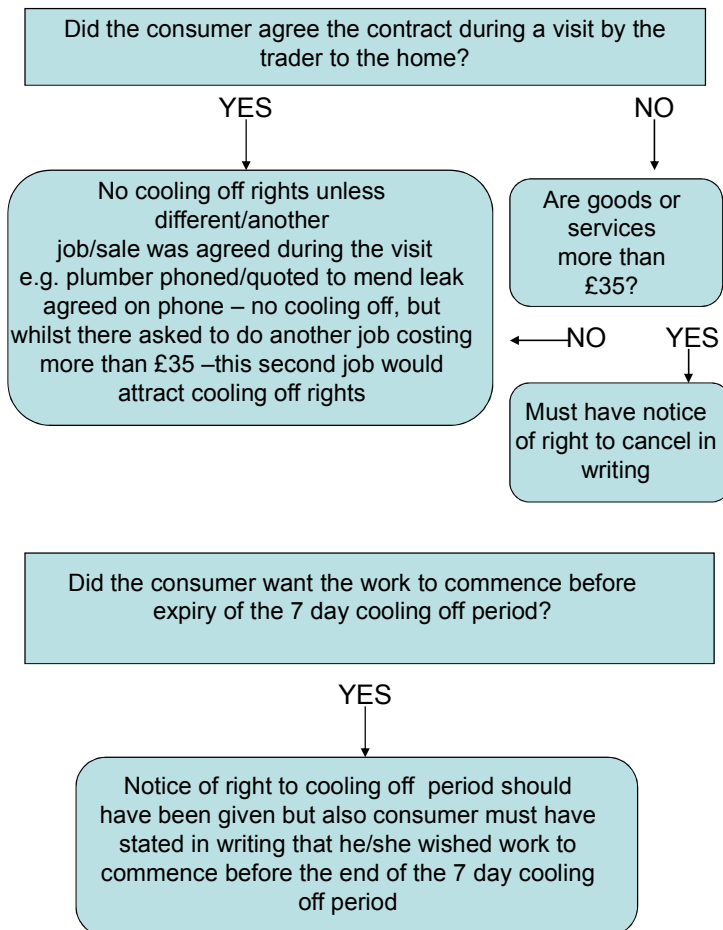 Did the consumer agree the contract during a visit by the
trader to the home?
YES
NO
No cooling off rights unless
different/another
job/sale was agreed during the visit
e.g. plumber phoned/quoted to mend leak
agreed on phone – no cooling off, but
whilst there asked to do another job costing
more than £35 –this second job would
attract cooling off rights
Are goods or
services
more than
£35?
NO
YES
Must have notice
of right to cancel in
writing
Did the consumer want the work to commence before
expiry of the 7 day cooling off period?
YES
Notice of right to cooling off period should
have been given but also consumer must have
stated in writing that he/she wished work to
commence before the end of the 7 day cooling
off period